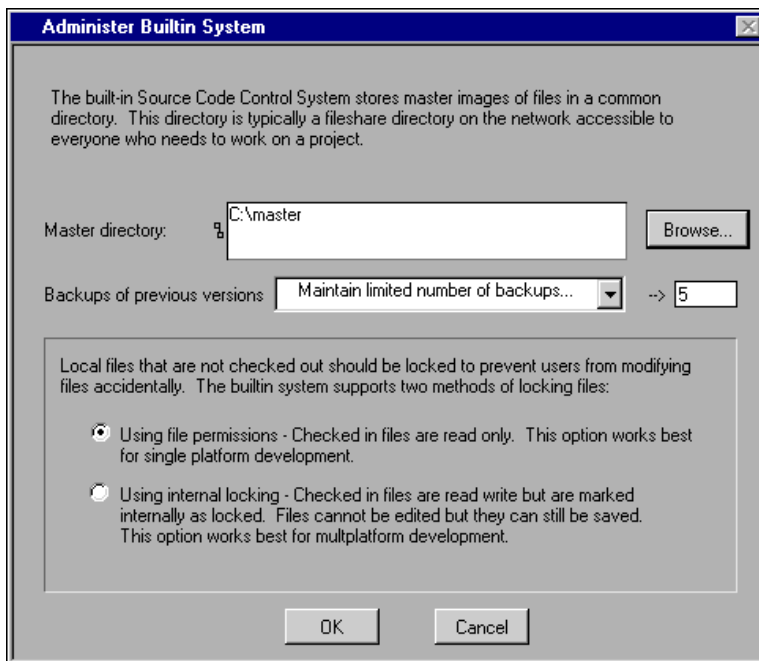 Administer Builtin System
The built-in Source Code Control System stores master images of files in a common
directory.  This directory is typically a fileshare directory on the network accessible to
everyone who needs to work on a project.
Master directory:
C:\master
Browse...
Backups of previous versions
Maintain limited number of backups...
--> 5
Local files that are not checked out should be locked to prevent users from modifying
files accidentally.  The builtin system supports two methods of locking files:
Using file permissions - Checked in files are read only.  This option works best
for single platform development.
Using internal locking - Checked in files are read write but are marked
internally as locked.  Files cannot be edited but they can still be saved.
This option works best for multplatform development.
OK
Cancel